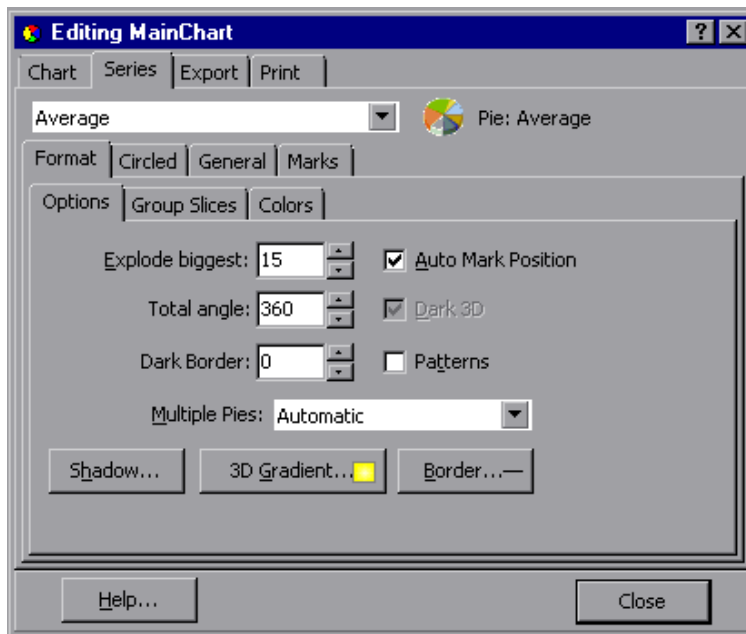 Editing MainChart
Chart Series Export Print
Average Pie: Average
Format Circled General Marks
Options Group Slices Colors
Explode biggest: 15 Auto Mark Position
Total angle: 360 Dark 3D
Dark Border: 0 Patterns
Multiple Pies: Automatic
Shadow... 3D Gradient... Border...
Help... Close